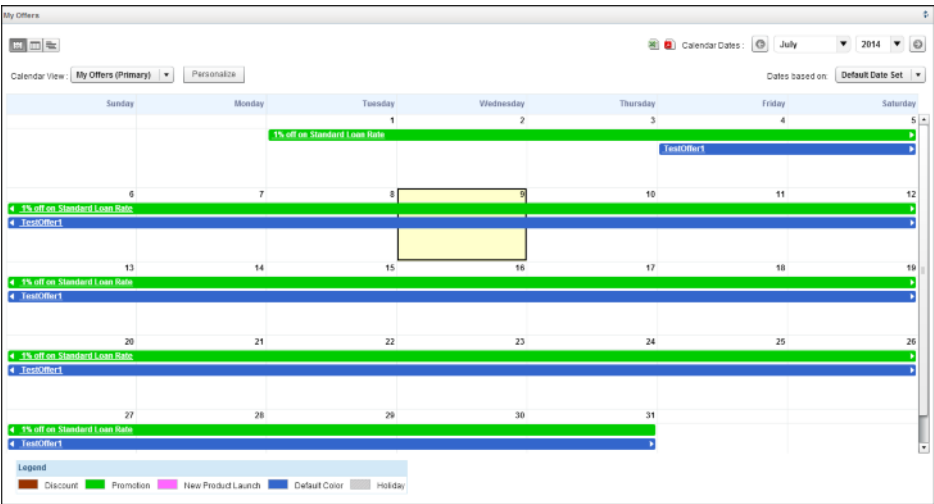 My Offers
Calendar Dates : July 2014
Calendar View : My Offers (Primary) Personalize Dates based on: Default Date Set
Sunday Monday Tuesday Wednesday Thursday Friday Saturday
1 2 3 4 5
1% off on Standard Loan Rate
TestOffer1
6 7 8 9 10 11 12
1% off on Standard Loan Rate
TestOffer1
13 14 15 16 17 18 19
1% off on Standard Loan Rate
TestOffer1
20 21 22 23 24 25 26
1% off on Standard Loan Rate
TestOffer1
27 28 29 30 31
1% off on Standard Loan Rate
TestOffer1
Legend
Discount Promotion New Product Launch Default Color Holiday